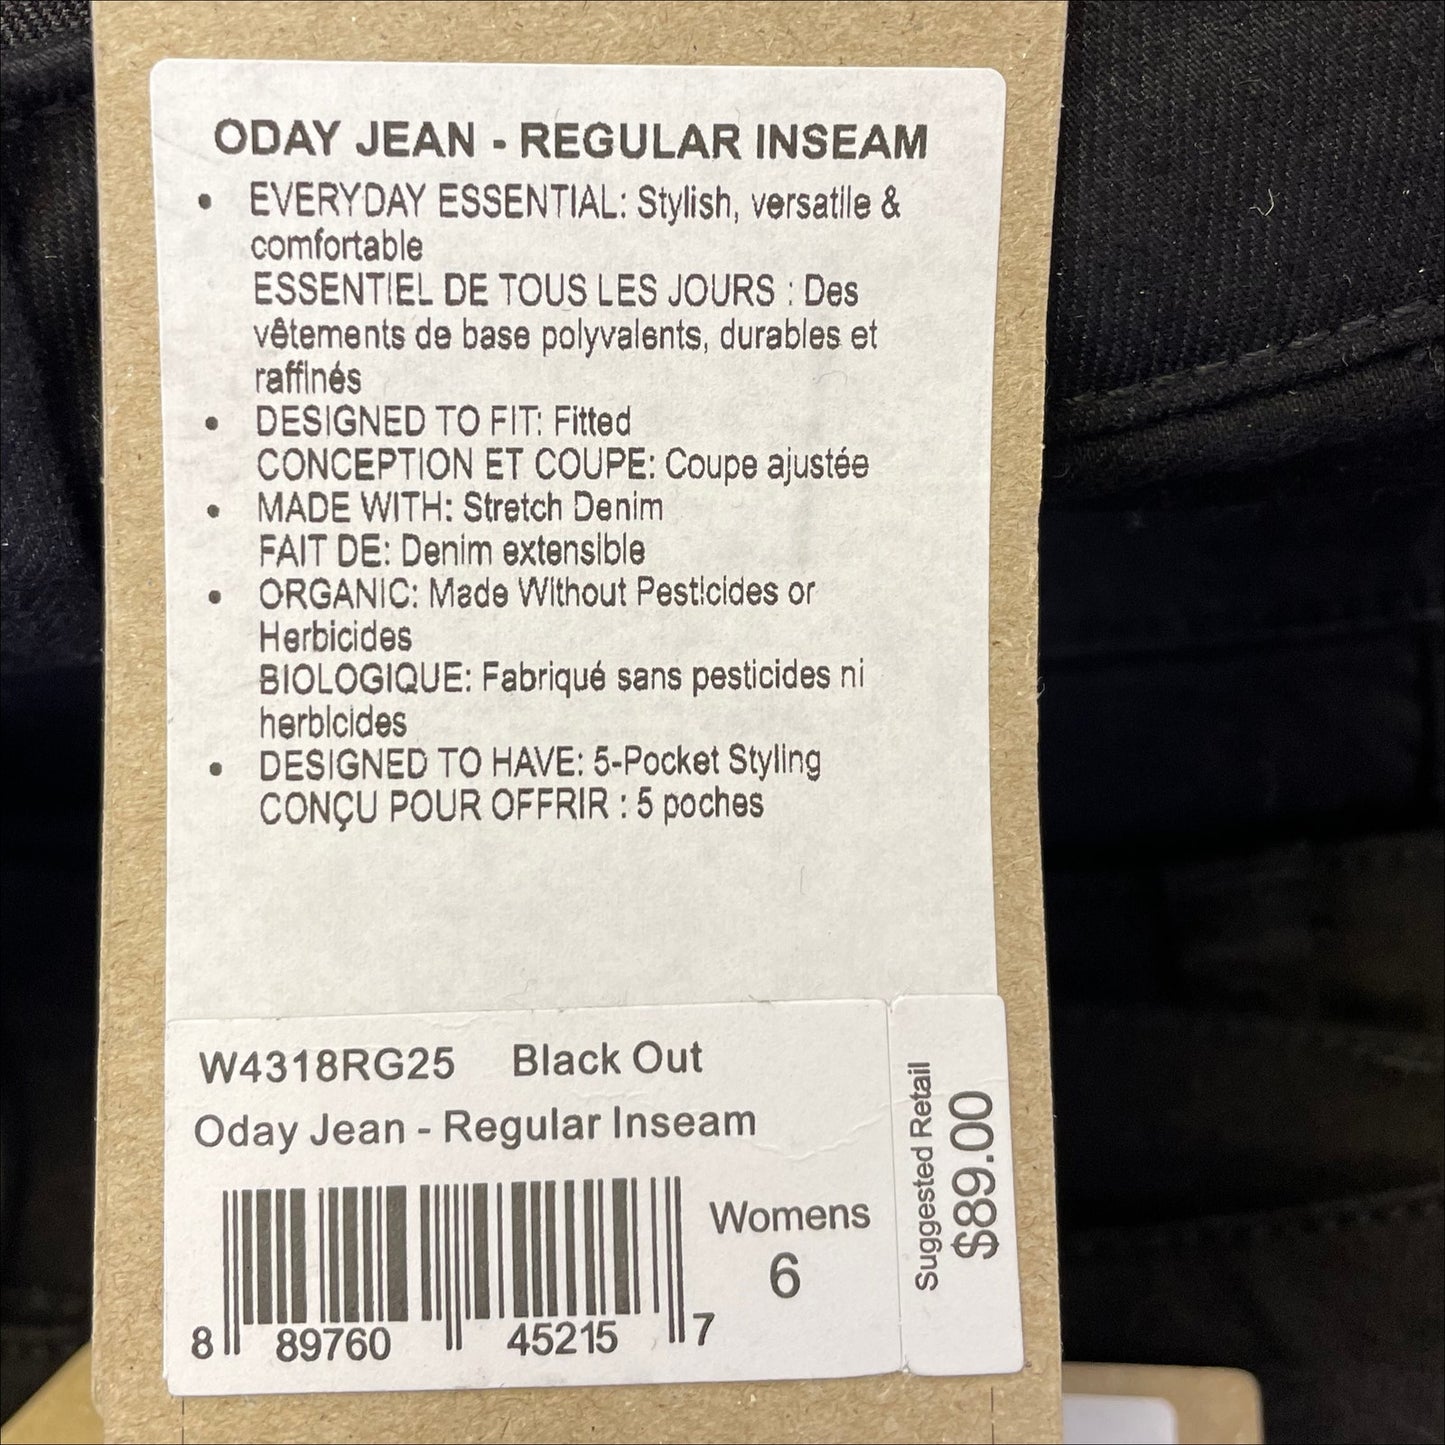 ODAY JEAN - REGULAR INSEAM
• EVERYDAY ESSENTIAL: Stylish, versatile &
comfortable
ESSENTIEL DE TOUS LES JOURS : Des
vêtements de base polyvalents, durables et
raffinés
• DESIGNED TO FIT: Fitted
CONCEPTION ET COUPE: Coupe ajustée
• MADE WITH: Stretch Denim
FAIT DE: Denim extensible
• ORGANIC: Made Without Pesticides or
Herbicides
BIOLOGIQUE: Fabriqué sans pesticides ni
herbicides
• DESIGNED TO HAVE: 5-Pocket Styling
CONÇU POUR OFFRIR : 5 poches
W4318RG25 Black Out
Oday Jean - Regular Inseam
Womens
6
8 89760 45215 7
Suggested Retail
$89.00